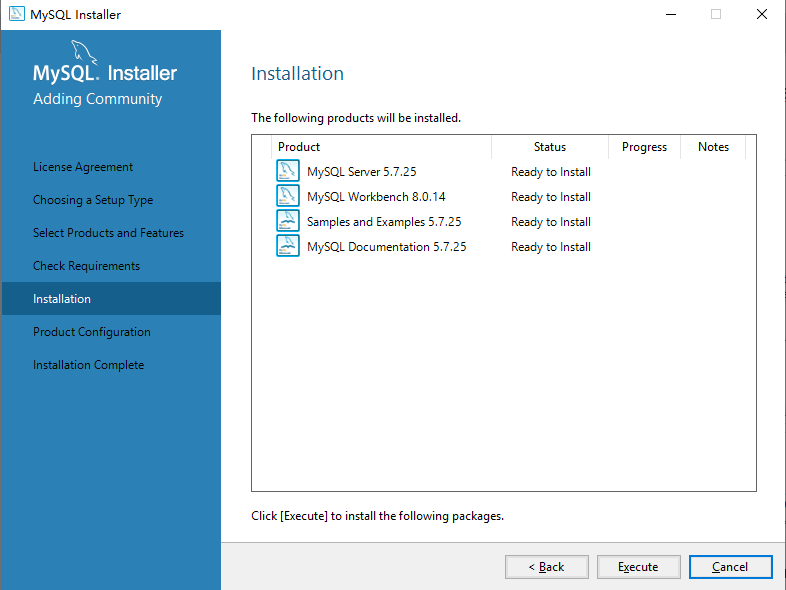 MySQL Installer
MySQL. Installer
Adding Community
License Agreement
Choosing a Setup Type
Select Products and Features
Check Requirements
Installation
Product Configuration
Installation Complete
Installation
The following products will be installed.
Product Status Progress Notes
MySQL Server 5.7.25 Ready to Install
MySQL Workbench 8.0.14 Ready to Install
Samples and Examples 5.7.25 Ready to Install
MySQL Documentation 5.7.25 Ready to Install
Click [Execute] to install the following packages.
< Back Execute Cancel